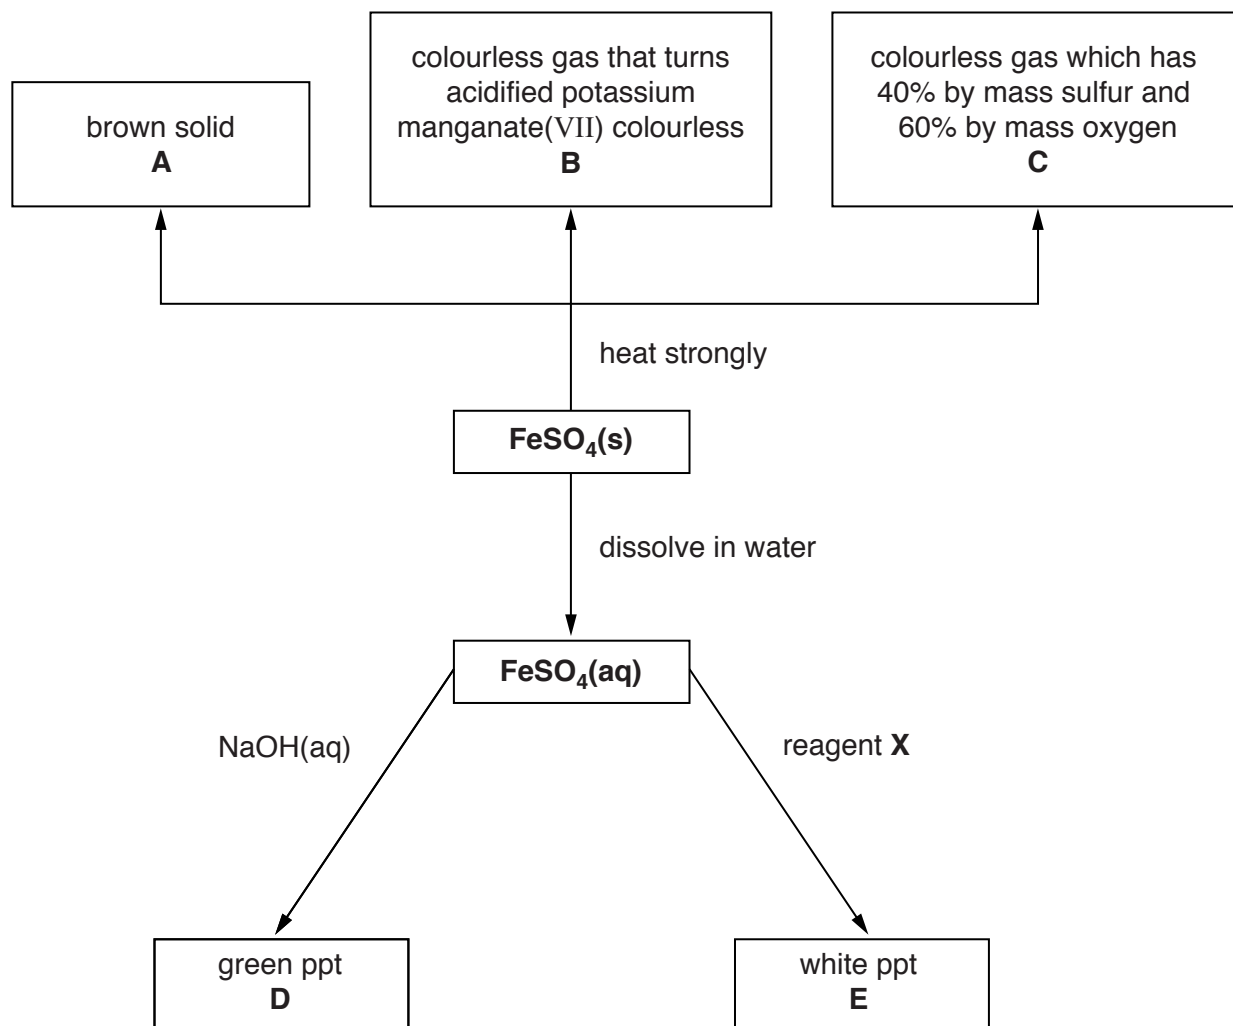 brown solid
A
colourless gas that turns
acidified potassium
manganate(VII) colourless
B
colourless gas which has
40% by mass sulfur and
60% by mass oxygen
C
heat strongly
FeSO₄(s)
dissolve in water
FeSO₄(aq)
NaOH(aq)
reagent X
green ppt
D
white ppt
E